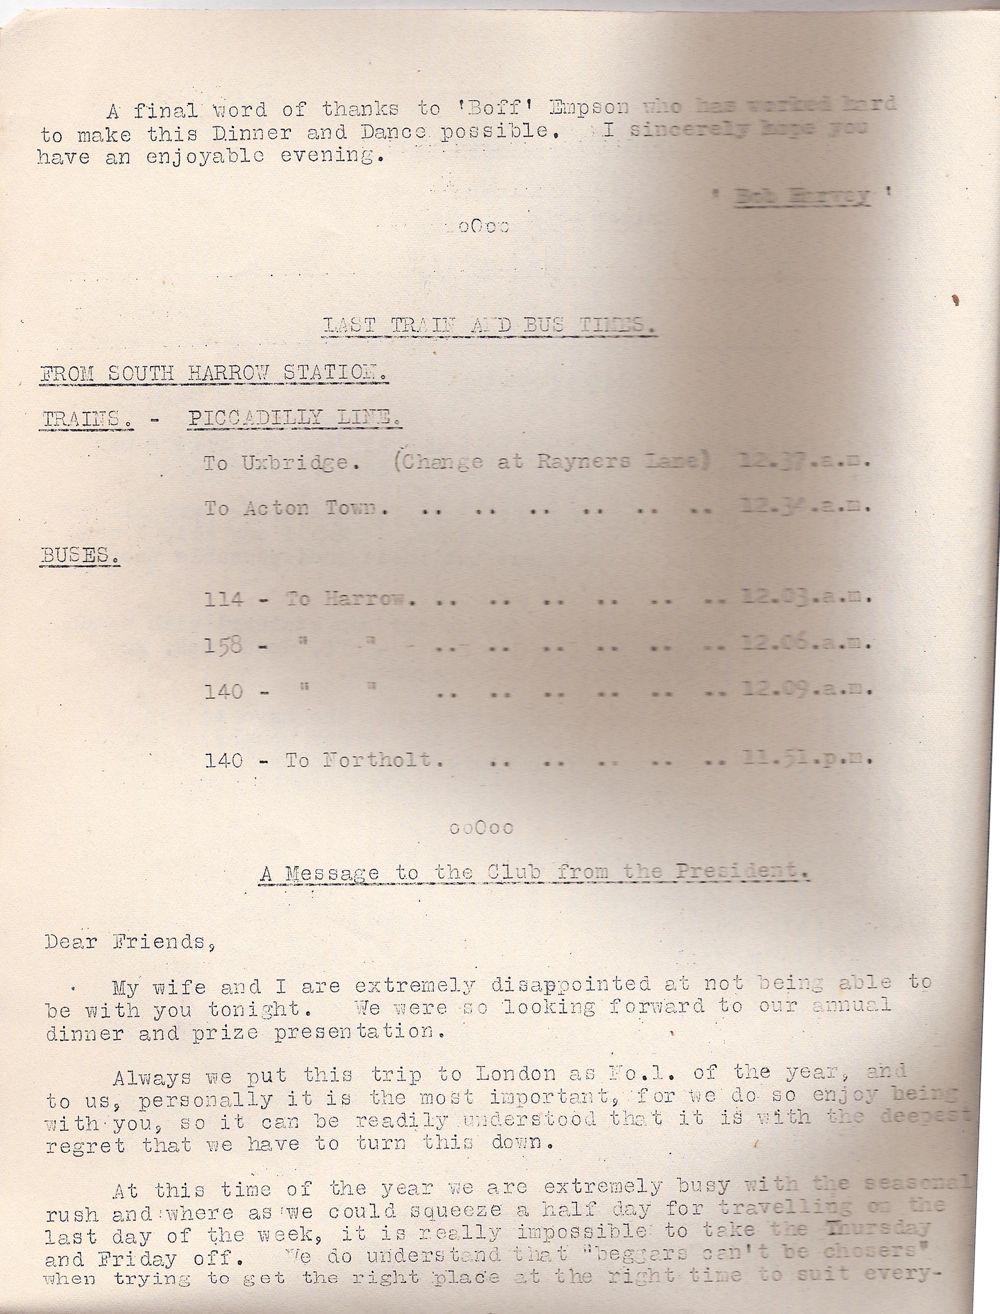 A final word of thanks to 'Boff' Empson who has worked hard
to make this Dinner and Dance possible. I sincerely hope you
have an enjoyable evening.
' Bob Harvey '
oOoo
LAST TRAIN AND BUS TIMES.
FROM SOUTH HARROW STATION.
TRAINS. - PICCADILLY LINE.
To Uxbridge. (Change at Rayners Lane) 12.37.a.m.
To Acton Town. .. .. .. .. .. .. 12.34.a.m.
BUSES.
114 - To Harrow. .. .. .. .. .. .. 12.03.a.m.
158 - " " - .. .. .. .. .. .. 12.06.a.m.
140 - " " .. .. .. .. .. .. 12.09.a.m.
140 - To Northolt. .. .. .. .. .. 11.51.p.m.
ooOoo
A Message to the Club from the President.
Dear Friends,
My wife and I are extremely disappointed at not being able to
be with you tonight. We were so looking forward to our annual
dinner and prize presentation.
Always we put this trip to London as No.1. of the year, and
to us, personally it is the most important, for we do so enjoy being
with you, so it can be readily understood that it is with the deepest
regret that we have to turn this down.
At this time of the year we are extremely busy with the seasonal
rush and where as we could squeeze a half day for travelling on the
last day of the week, it is really impossible to take the Thursday
and Friday off. We do understand that "beggars can't be chosers"
when trying to get the right place at the right time to suit every-